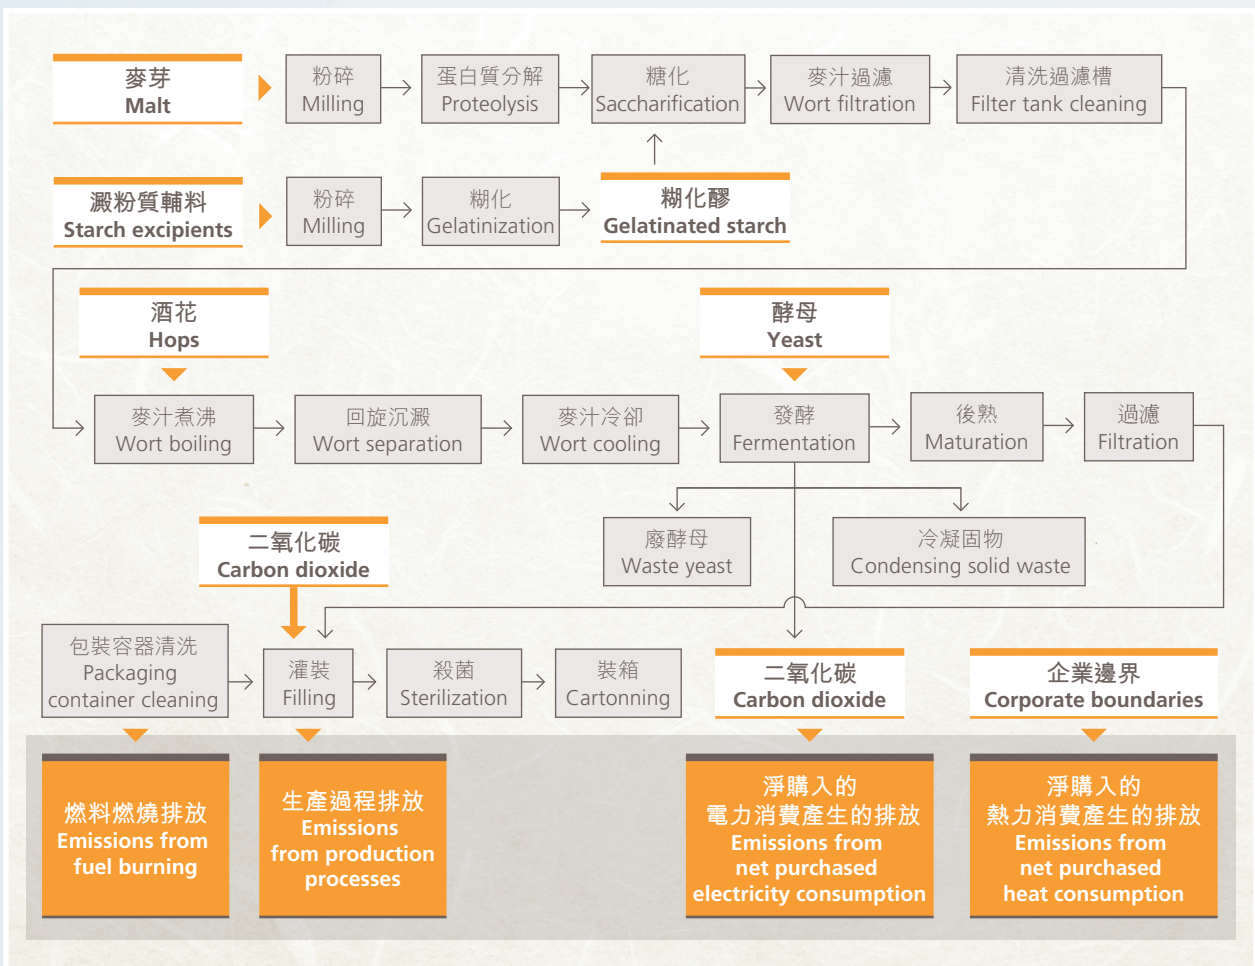 麥芽
Malt
粉碎
Milling
蛋白質分解
Proteolysis
糖化
Saccharification
麥汁過濾
Wort filtration
清洗過濾槽
Filter tank cleaning
澱粉質輔料
Starch excipients
粉碎
Milling
糊化
Gelatinization
糊化醪
Gelatinated starch
酒花
Hops
酵母
Yeast
麥汁煮沸
Wort boiling
回旋沉澱
Wort separation
麥汁冷卻
Wort cooling
發酵
Fermentation
後熟
Maturation
過濾
Filtration
二氧化碳
Carbon dioxide
廢酵母
Waste yeast
冷凝固物
Condensing solid waste
包裝容器清洗
Packaging
container cleaning
灌裝
Filling
殺菌
Sterilization
裝箱
Cartonning
二氧化碳
Carbon dioxide
企業邊界
Corporate boundaries
燃料燃燒排放
Emissions from
fuel burning
生產過程排放
Emissions
from production
processes
淨購入的
電力消費產生的排放
Emissions from
net purchased
electricity consumption
淨購入的
熱力消費產生的排放
Emissions from
net purchased
heat consumption